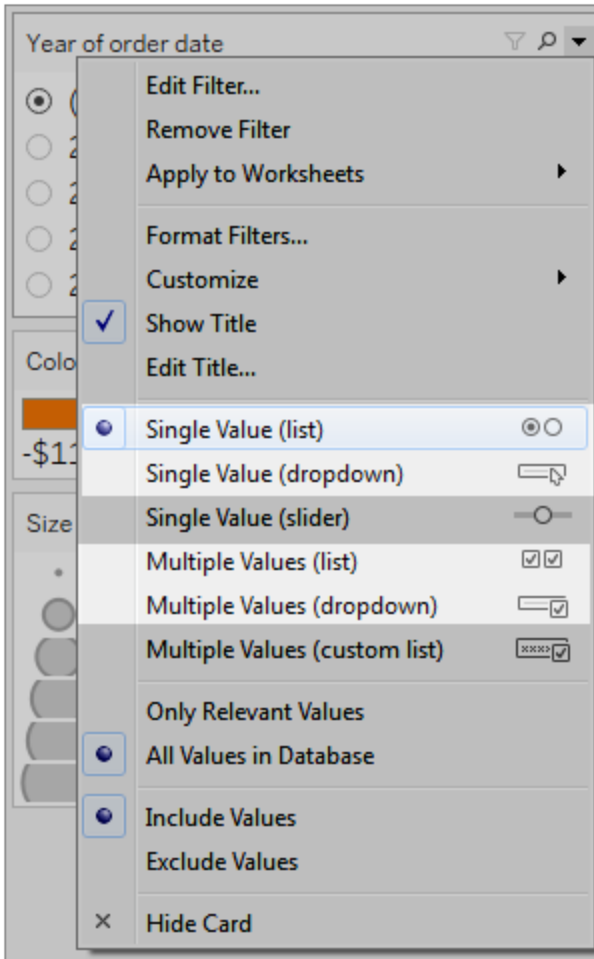 Year of order date
Edit Filter...
Remove Filter
Apply to Worksheets
Format Filters...
Customize
Show Title
Edit Title...
Colo
-$11
Single Value (list)
Single Value (dropdown)
Size
Single Value (slider)
Multiple Values (list)
Multiple Values (dropdown)
Multiple Values (custom list)
Only Relevant Values
All Values in Database
Include Values
Exclude Values
Hide Card